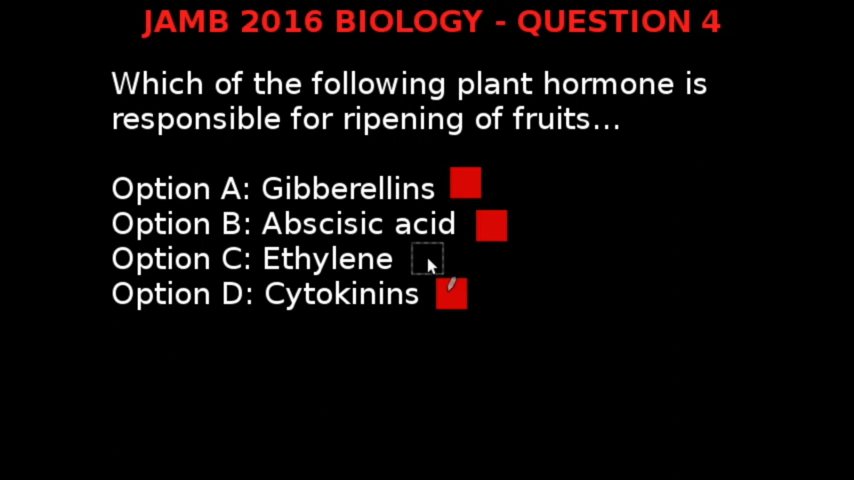 JAMB 2016 BIOLOGY - QUESTION 4
Which of the following plant hormone is
responsible for ripening of fruits...
Option A: Gibberellins
Option B: Abscisic acid
Option C: Ethylene
Option D: Cytokinins